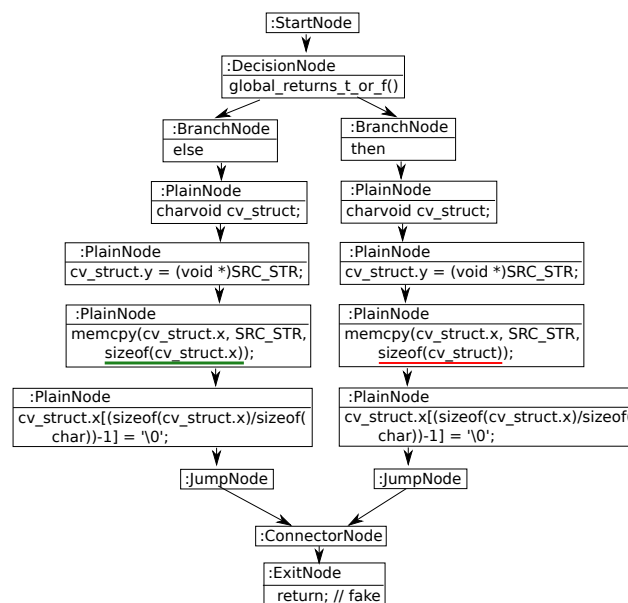 :StartNode
:DecisionNode
global_returns_t_or_f()
:BranchNode
else
:BranchNode
then
:PlainNode
charvoid cv_struct;
:PlainNode
charvoid cv_struct;
:PlainNode
cv_struct.y = (void *)SRC_STR;
:PlainNode
cv_struct.y = (void *)SRC_STR;
:PlainNode
memcpy(cv_struct.x, SRC_STR,
sizeof(cv_struct.x));
:PlainNode
memcpy(cv_struct.x, SRC_STR,
sizeof(cv_struct));
:PlainNode
cv_struct.x[(sizeof(cv_struct.x)/sizeof(
char))-1] = '\0';
:PlainNode
cv_struct.x[(sizeof(cv_struct.x)/sizeof(
char))-1] = '\0';
:JumpNode
:JumpNode
:ConnectorNode
:ExitNode
return; // fake